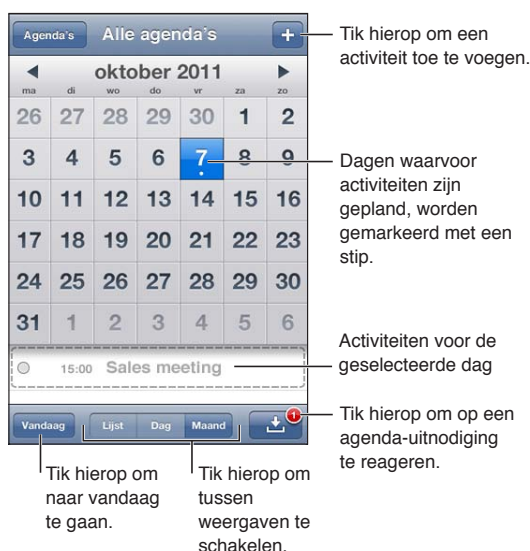 Agenda's Alle agenda's +
Tik hierop om een
activiteit toe te voegen.
oktober 2011
ma di wo do vr za zo
26 27 28 29 30 1 2
3 4 5 6 7 8 9
Dagen waarvoor
activiteiten zijn
gepland, worden
gemarkeerd met een
stip.
10 11 12 13 14 15 16
17 18 19 20 21 22 23
24 25 26 27 28 29 30
31 1 2 3 4 5 6
15:00 Sales meeting
Activiteiten voor de
geselecteerde dag
Vandaag Lijst Dag Maand 1
Tik hierop om op een
agenda-uitnodiging
te reageren.
Tik hierop om
naar vandaag
te gaan.
Tik hierop om
tussen
weergaven te
schakelen.